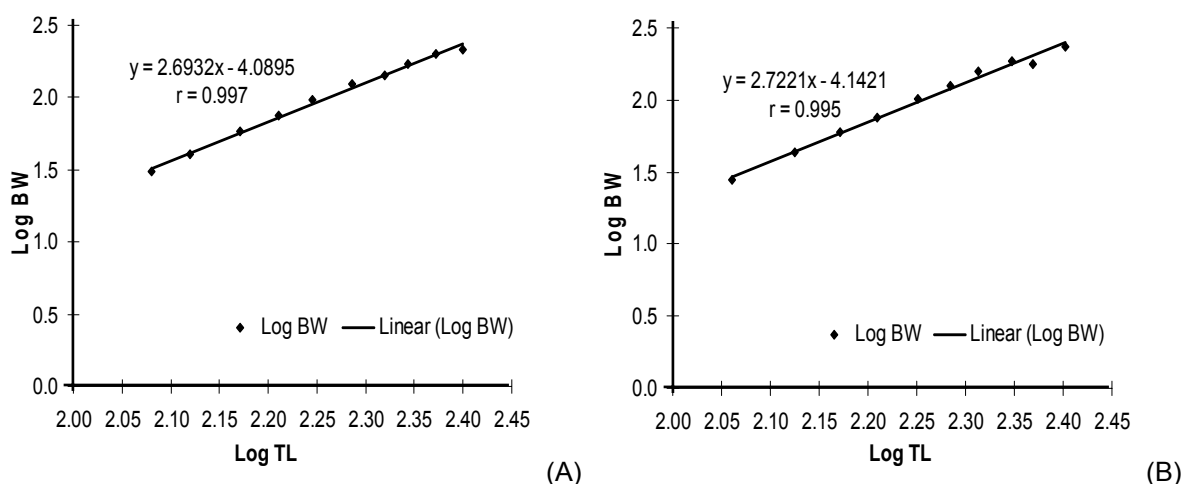 2.5
2.0
1.5
1.0
0.5
0.0
Log BW
y = 2.6932x - 4.0895
r = 0.997
Log BW Linear (Log BW)
2.00 2.05 2.10 2.15 2.20 2.25 2.30 2.35 2.40 2.45
Log TL
(A)
2.5
2.0
1.5
1.0
0.5
0.0
Log BW
y = 2.7221x - 4.1421
r = 0.995
Log BW Linear (Log BW)
2.00 2.05 2.10 2.15 2.20 2.25 2.30 2.35 2.40 2.45
Log TL
(B)